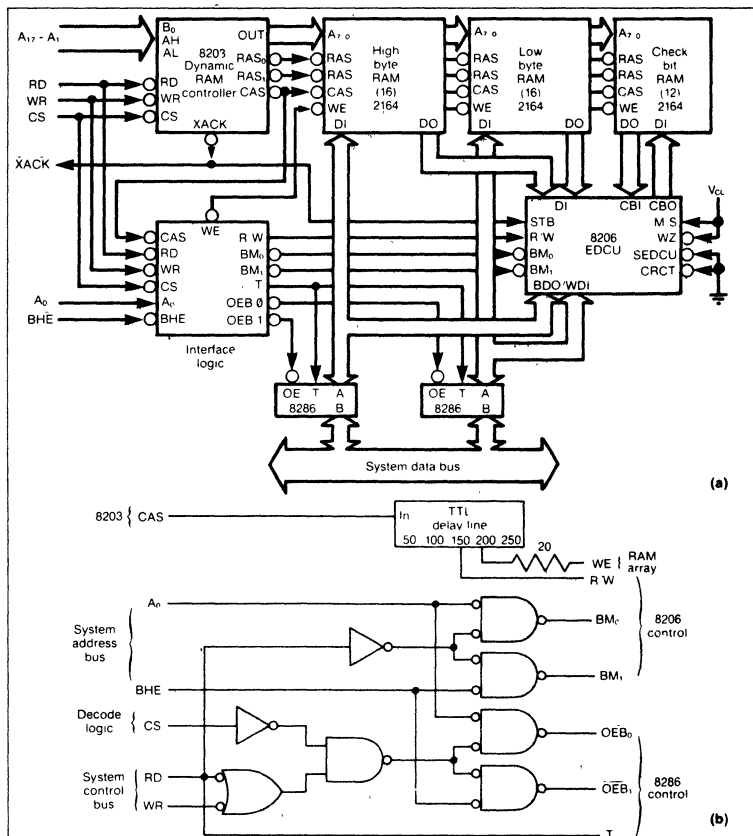 A17 - A1
B0
AH
AL
OUT
8203
Dynamic
RAM
controller
RD
WR
CS
RD
WR
CS
RAS0
RAS1
CAS
XACK
XACK
A7 0
RAS
RAS
CAS
WE
DI
DO
High
byte
RAM
(16)
2164
A7 0
RAS
RAS
CAS
WE
DI
DO
Low
byte
RAM
(16)
2164
A7 0
RAS
RAS
CAS
WE
DO
DI
Check
bit
RAM
(12)
2164
WE
CAS
RD
WR
CS
A0
BHE
A0
BHE
R W
BM0
BM1
T
OEB 0
OEB 1
Interface
logic
DI
CBI
CBO
STB
R W
BM0
BM1
BDO/WDI
8206
EDCU
M S
WZ
SEDCU
CRCT
OE T A
B
8286
OE T A
B
8286
System data bus
(a)
8203 { CAS
In
TTL
delay line
50 100 150 200 250
20
WE } RAM
array
R W
A0
System
address
bus
BHE
Decode
logic
CS
System
control
bus
RD
WR
BM0
BM1
8206
control
OEB0
OEB1
8286
control
T
(b)